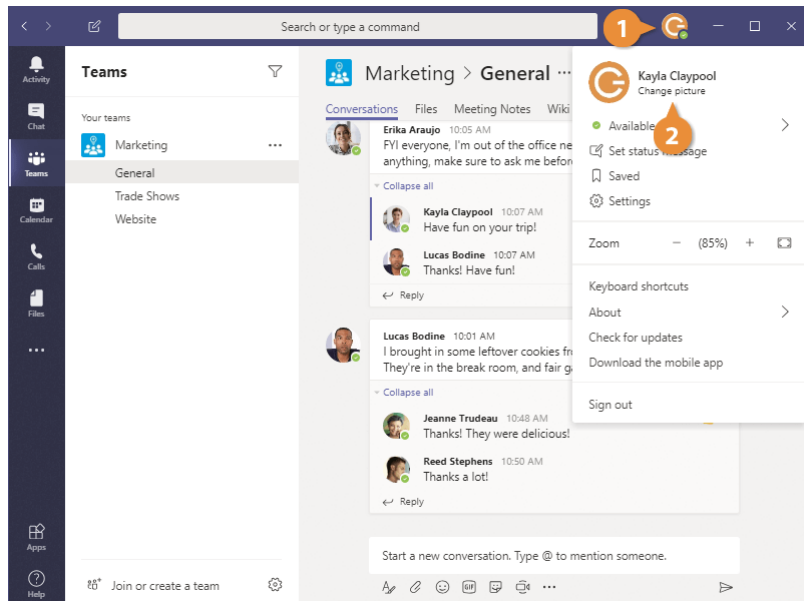 Search or type a command
1
Activity
Chat
Teams
Calendar
Calls
Files
Apps
Help
Teams
Your teams
Marketing
General
Trade Shows
Website
Join or create a team
Marketing > General
Conversations Files Meeting Notes Wiki
Erika Araujo 10:05 AM
FYI everyone, I'm out of the office ne
anything, make sure to ask me befor
Collapse all
Kayla Claypool 10:07 AM
Have fun on your trip!
Lucas Bodine 10:07 AM
Thanks! Have fun!
Reply
Lucas Bodine 10:01 AM
I brought in some leftover cookies fr
They're in the break room, and fair g
Collapse all
Jeanne Trudeau 10:48 AM
Thanks! They were delicious!
Reed Stephens 10:50 AM
Thanks a lot!
Reply
Start a new conversation. Type @ to mention someone.
GIF
Kayla Claypool
Change picture
2
Available
Set status message
Saved
Settings
Zoom − (85%) +
Keyboard shortcuts
About
Check for updates
Download the mobile app
Sign out